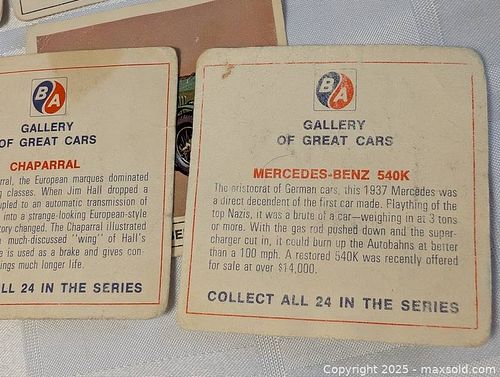 BA
GALLERY
OF GREAT CARS
CHAPARRAL
the European marques dominated
classes. When Jim Hall dropped a
to an automatic transmission of
into a strange-looking European-style
changed. The Chaparral illustrated
much-discussed "wing" of Hall's
is used as a brake and gives con-
much longer life.
ALL 24 IN THE SERIES
BA
GALLERY
OF GREAT CARS
MERCEDES-BENZ 540K
The aristocrat of German cars, this 1937 Mercedes was
a direct decendent of the first car made. Plaything of the
top Nazis, it was a brute of a car—weighing in at 3 tons
or more. With the gas rod pushed down and the super-
charger cut in, it could burn up the Autobahns at better
than a 100 mph. A restored 540K was recently offered
for sale at over $14,000.
COLLECT ALL 24 IN THE SERIES
Copyright 2025 - maxsold.com